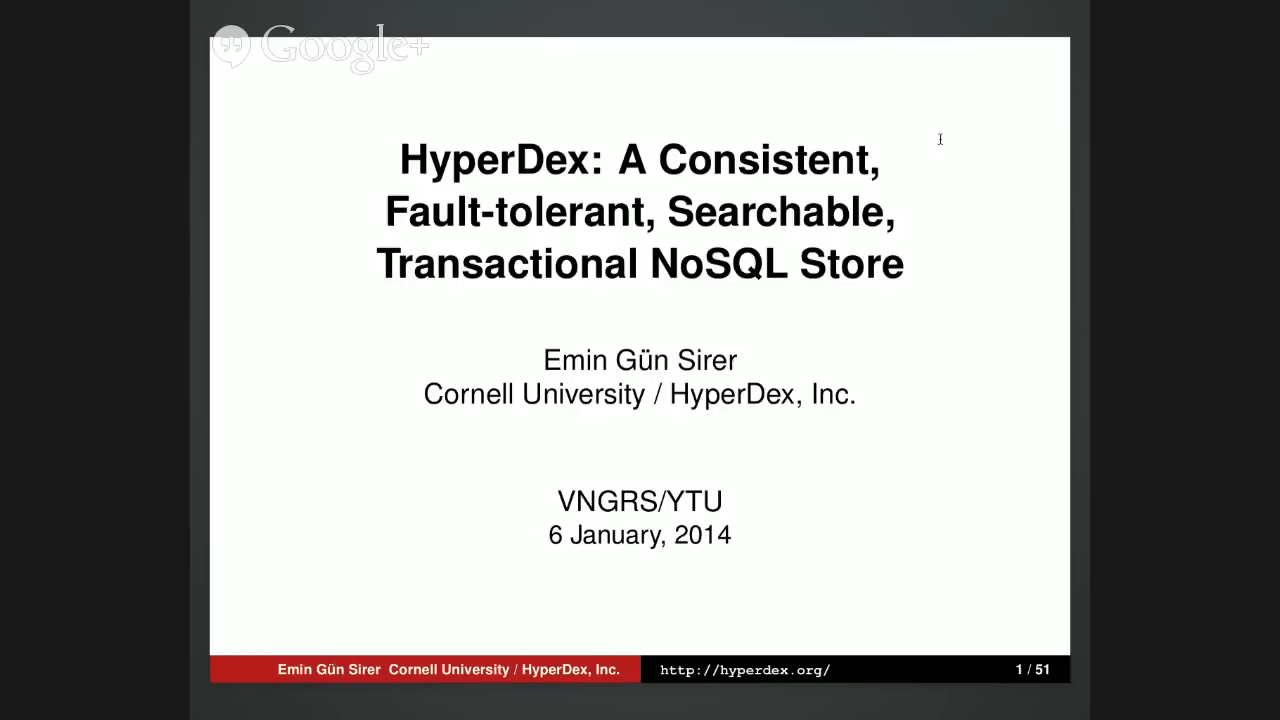 Google+
HyperDex: A Consistent,
Fault-tolerant, Searchable,
Transactional NoSQL Store
Emin Gün Sirer
Cornell University / HyperDex, Inc.
VNGRS/YTU
6 January, 2014
Emin Gün Sirer Cornell University / HyperDex, Inc. http://hyperdex.org/ 1 / 51